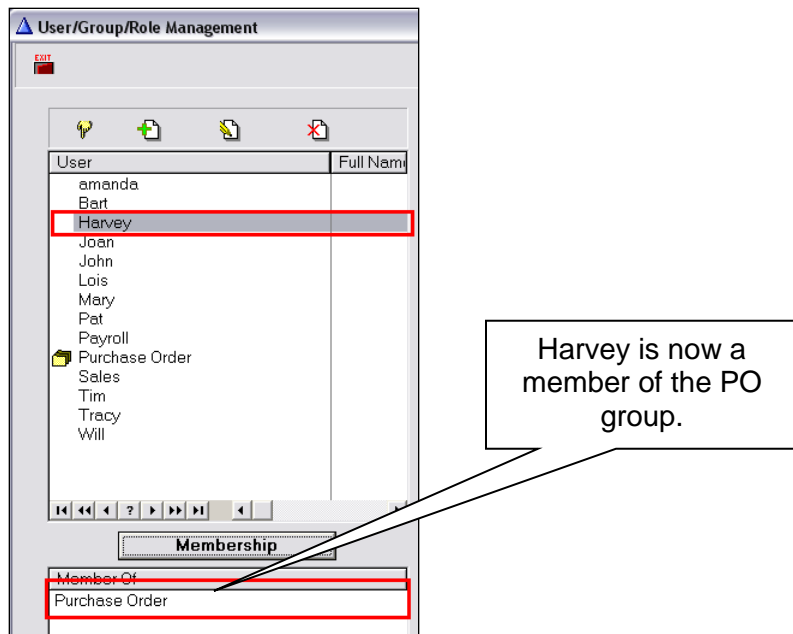 User/Group/Role Management
EXIT
User Full Name
amanda
Bart
Harvey
Joan
John
Lois
Mary
Pat
Payroll
Purchase Order
Sales
Tim
Tracy
Will
?
Membership
Member Of
Purchase Order
Harvey is now a
member of the PO
group.